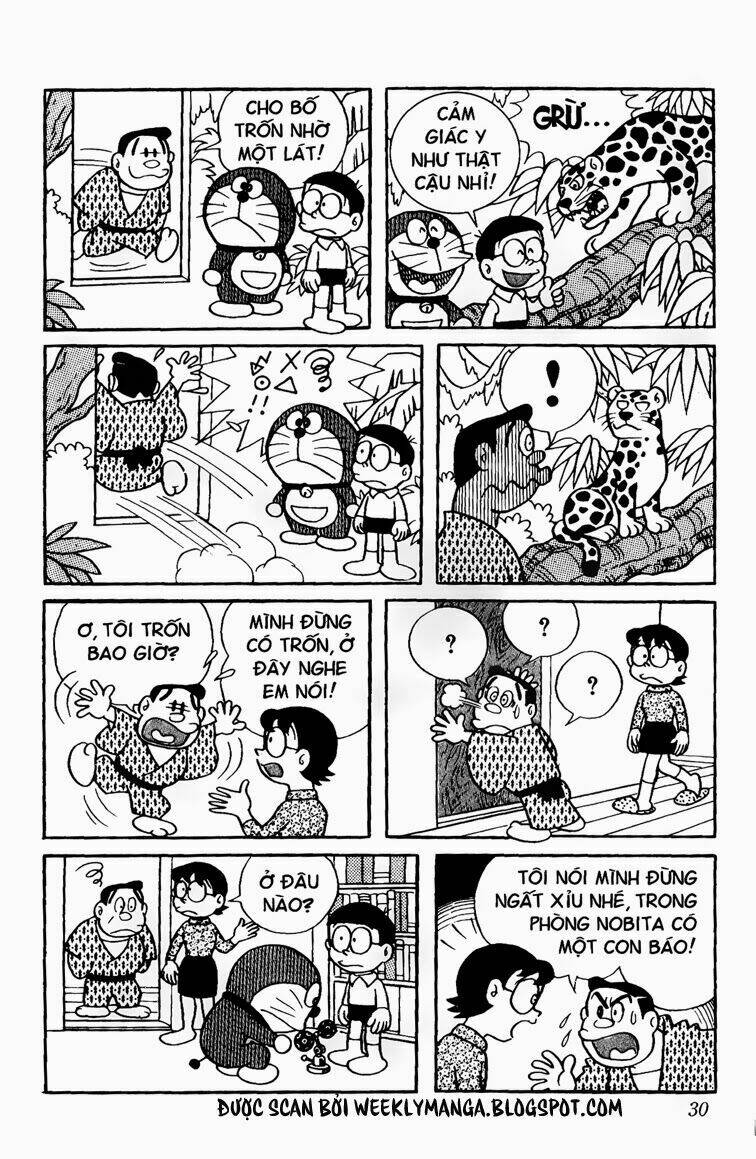 GRỪ...
CẢM
GIÁC Y
NHƯ THẬT
CẬU NHỈ!
CHO BỐ
TRỐN NHỜ
MỘT LÁT!
!
!!
?
?
?
MÌNH ĐỪNG
CÓ TRỐN, Ở
ĐÂY NGHE
EM NÓI!
Ơ, TÔI TRỐN
BAO GIỜ?
TÔI NÓI MÌNH ĐỪNG
NGẤT XỈU NHÉ, TRONG
PHÒNG NOBITA CÓ
MỘT CON BÁO!
Ở ĐÂU
NÀO?
ĐƯỢC SCAN BỞI WEEKLYMANGA.BLOGSPOT.COM
30